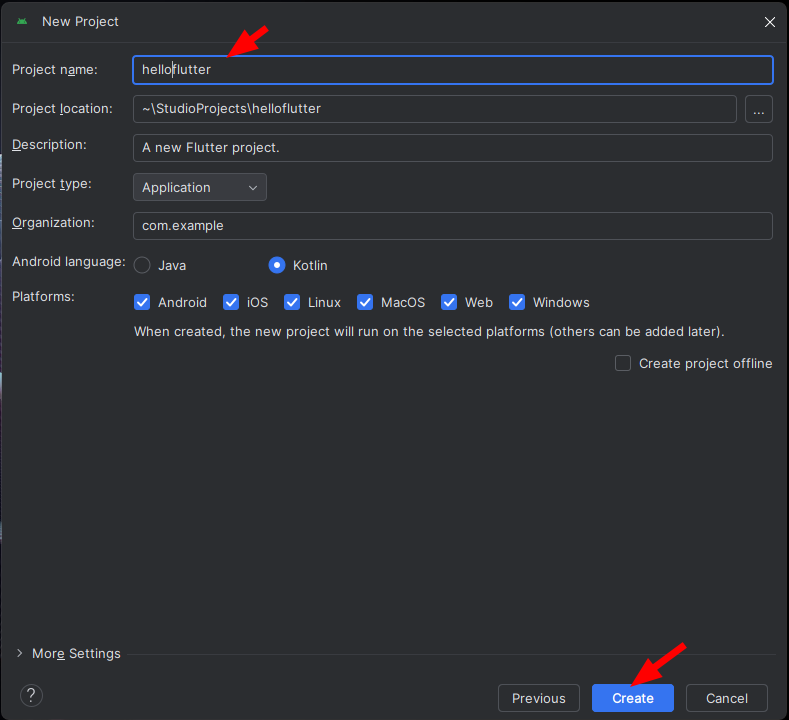 New Project
Project name: helloflutter
Project location: ~\StudioProjects\helloflutter ...
Description: A new Flutter project.
Project type: Application
Organization: com.example
Android language: Java Kotlin
Platforms: Android iOS Linux MacOS Web Windows
When created, the new project will run on the selected platforms (others can be added later).
Create project offline
More Settings
? Previous Create Cancel